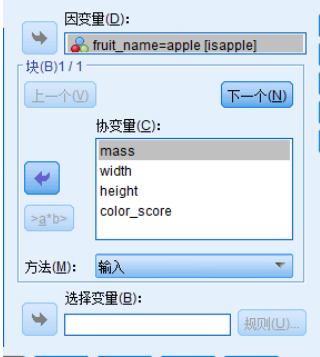 因变量(D):
fruit_name=apple [isapple]
块(B)1 / 1
上一个(V)
下一个(N)
协变量(C):
mass
width
height
color_score
>a*b>
方法(M):
输入
选择变量(B):
规则(U)...